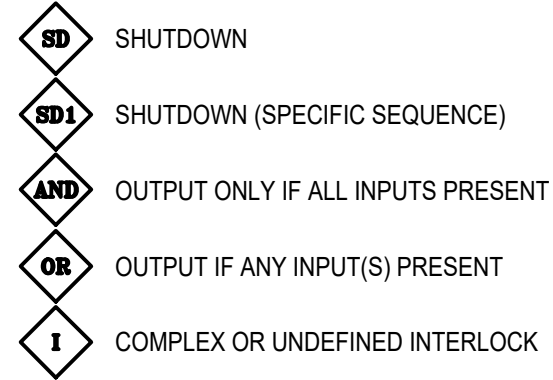 SD SHUTDOWN
SD1 SHUTDOWN (SPECIFIC SEQUENCE)
AND OUTPUT ONLY IF ALL INPUTS PRESENT
OR OUTPUT IF ANY INPUT(S) PRESENT
I COMPLEX OR UNDEFINED INTERLOCK